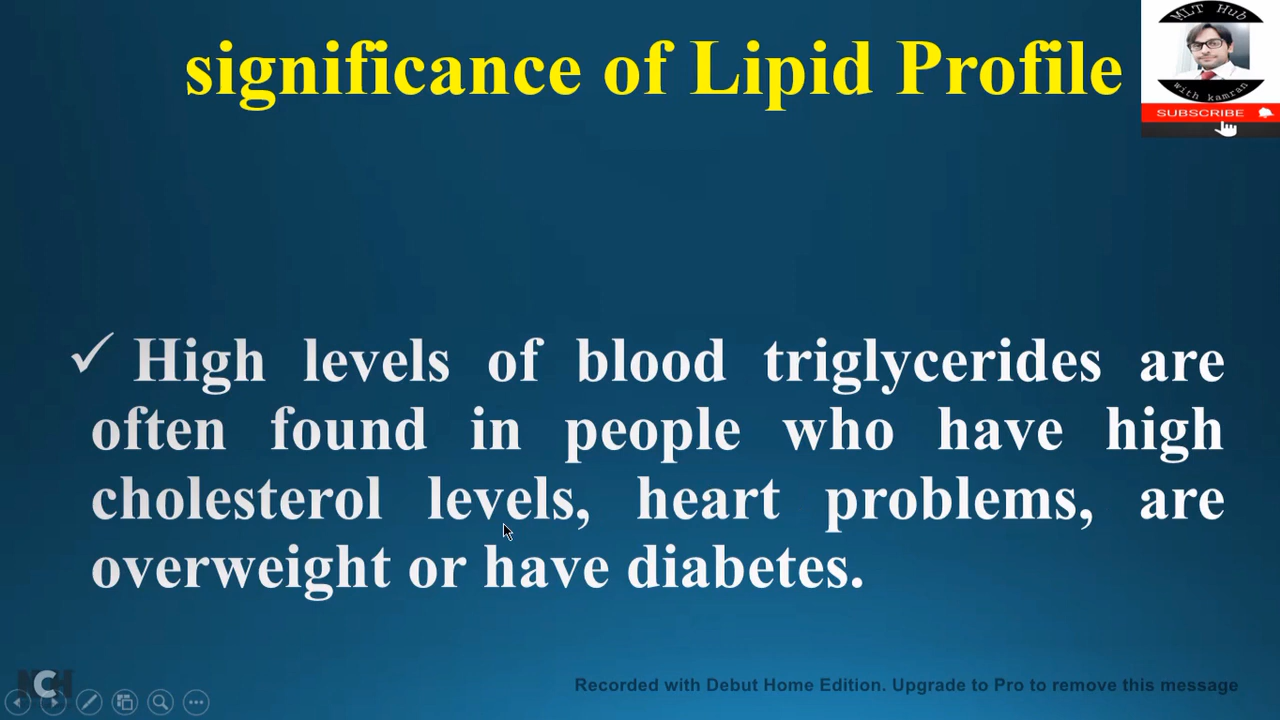 significance of Lipid Profile
MLT Hub
with kamran
SUBSCRIBE
✓ High levels of blood triglycerides are
often found in people who have high
cholesterol levels, heart problems, are
overweight or have diabetes.
NCH
Recorded with Debut Home Edition. Upgrade to Pro to remove this message